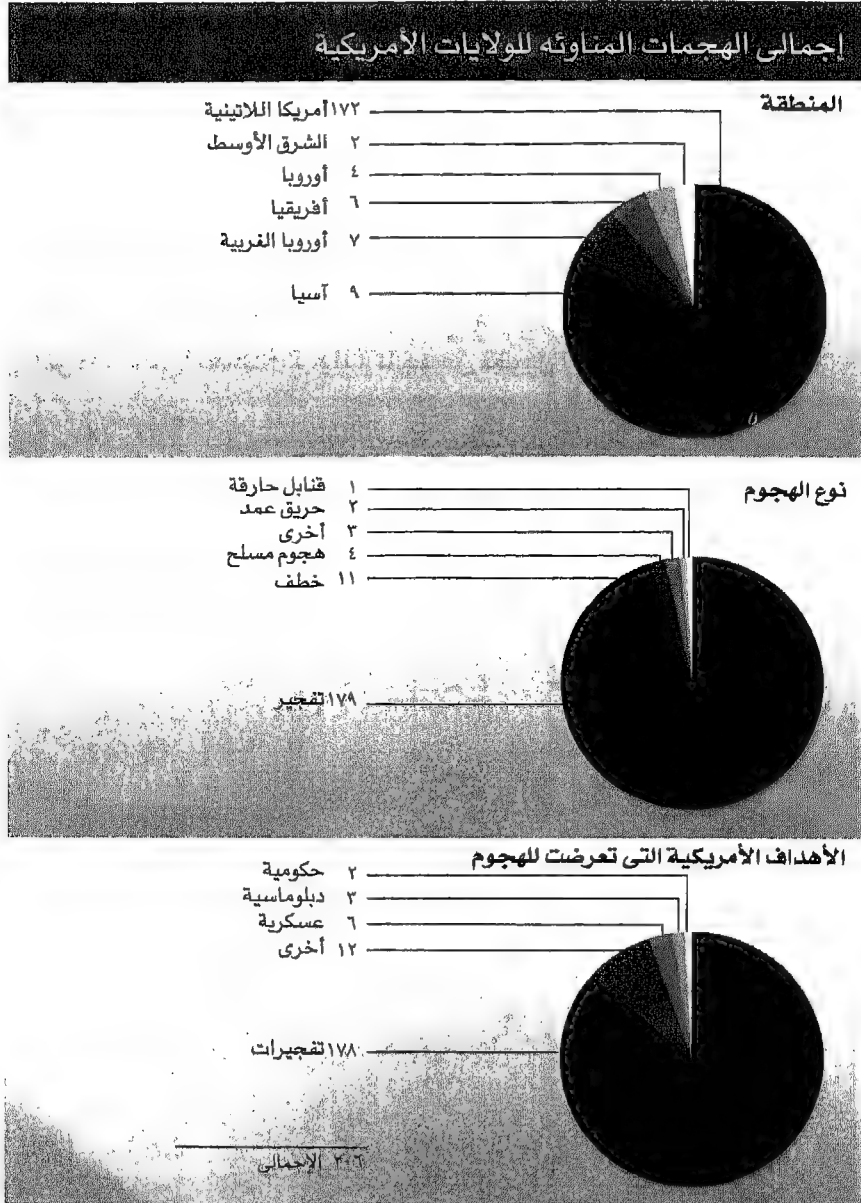 إجمالى الهجمات المناوئه للولايات الأمريكية
المنطقة
١٧٢ أمريكا اللاتينية
٢ الشرق الأوسط
٤ أوروبا
٦ أفريقيا
٧ أوروبا الغربية
٩ آسيا
نوع الهجوم
١ قنابل حارقة
٢ حريق عمد
٣ أخرى
٤ هجوم مسلح
١١ خطف
١٧٩ تفجير
الأهداف الأمريكية التى تعرضت للهجوم
٢ حكومية
٣ دبلوماسية
٦ عسكرية
١٢ أخرى
١٧٨ تفجيرات
٢٠٦ الإجمالى